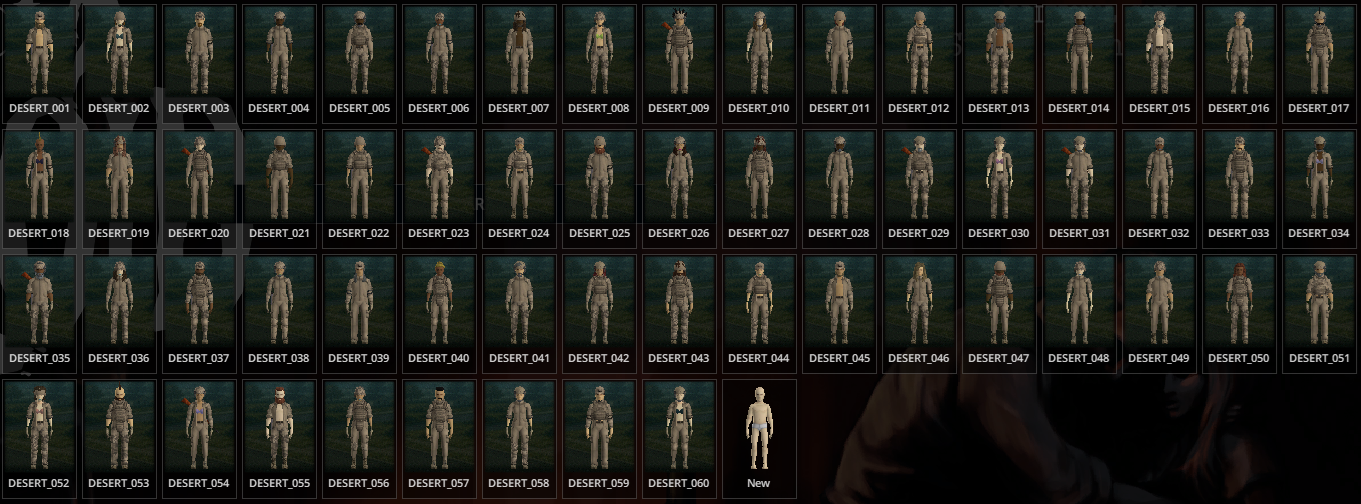 DESERT_001 DESERT_002 DESERT_003 DESERT_004 DESERT_005 DESERT_006 DESERT_007 DESERT_008 DESERT_009 DESERT_010 DESERT_011 DESERT_012 DESERT_013 DESERT_014 DESERT_015 DESERT_016 DESERT_017
DESERT_018 DESERT_019 DESERT_020 DESERT_021 DESERT_022 DESERT_023 DESERT_024 DESERT_025 DESERT_026 DESERT_027 DESERT_028 DESERT_029 DESERT_030 DESERT_031 DESERT_032 DESERT_033 DESERT_034
DESERT_035 DESERT_036 DESERT_037 DESERT_038 DESERT_039 DESERT_040 DESERT_041 DESERT_042 DESERT_043 DESERT_044 DESERT_045 DESERT_046 DESERT_047 DESERT_048 DESERT_049 DESERT_050 DESERT_051
DESERT_052 DESERT_053 DESERT_054 DESERT_055 DESERT_056 DESERT_057 DESERT_058 DESERT_059 DESERT_060 New